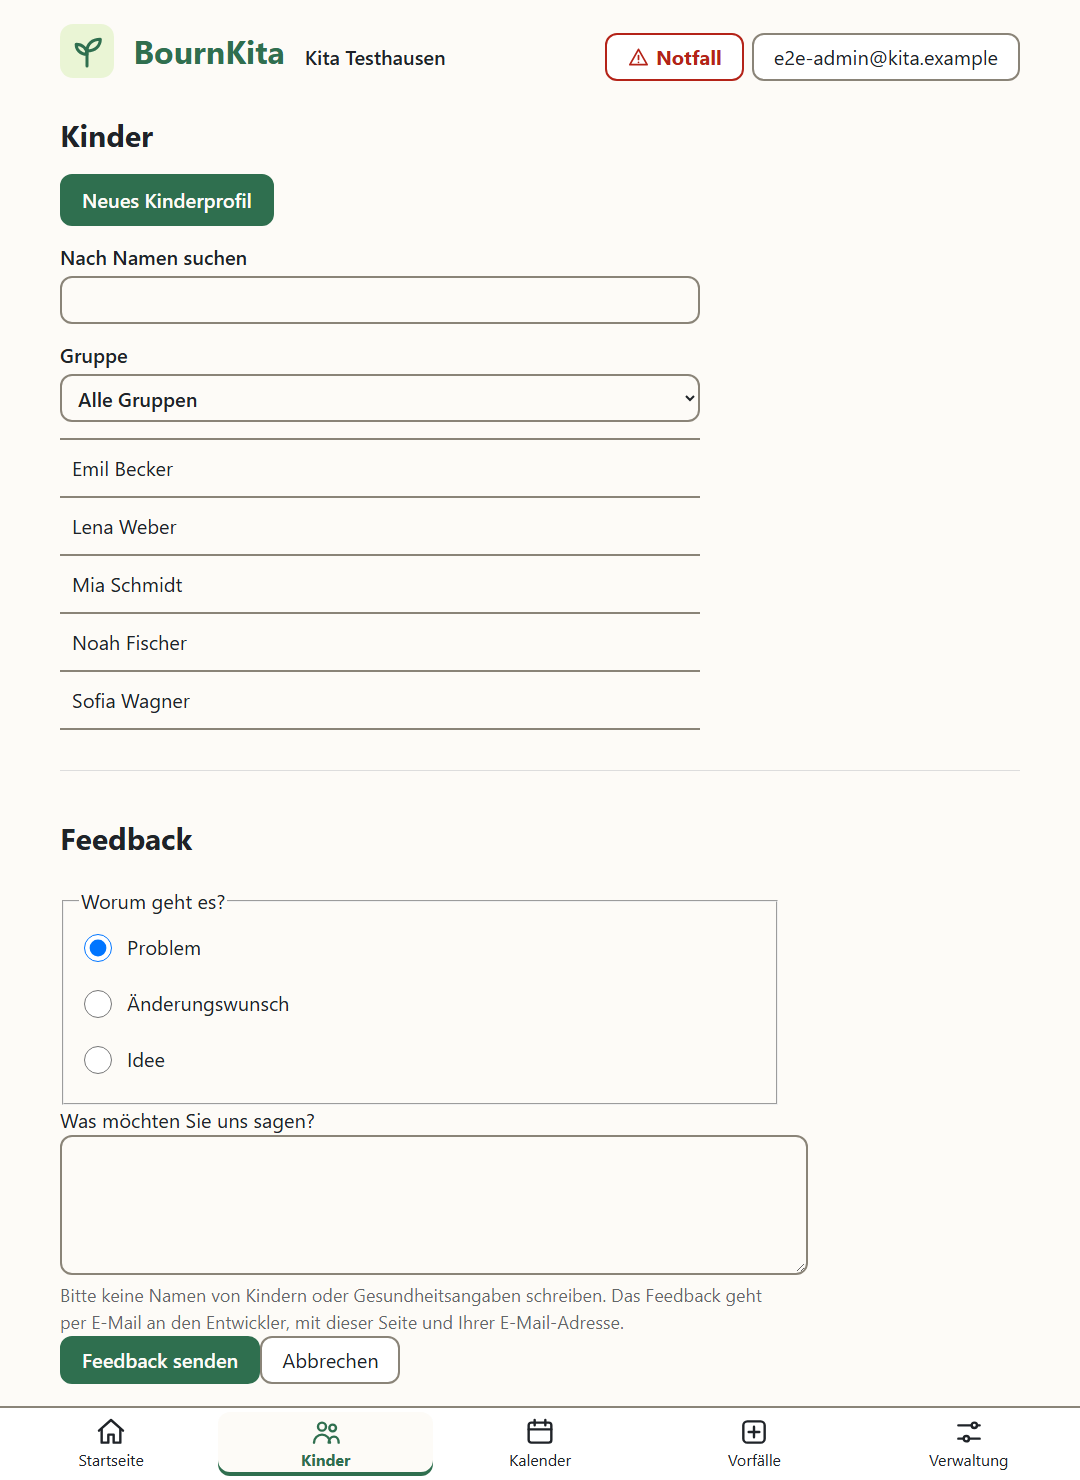 BournKita
Kita Testhausen
Notfall
e2e-admin@kita.example
Kinder
Neues Kinderprofil
Nach Namen suchen
Gruppe
Alle Gruppen
Emil Becker
Lena Weber
Mia Schmidt
Noah Fischer
Sofia Wagner
Feedback
Worum geht es?
Problem
Änderungswunsch
Idee
Was möchten Sie uns sagen?
Bitte keine Namen von Kindern oder Gesundheitsangaben schreiben. Das Feedback geht
per E-Mail an den Entwickler, mit dieser Seite und Ihrer E-Mail-Adresse.
Feedback senden
Abbrechen
Startseite
Kinder
Kalender
Vorfälle
Verwaltung